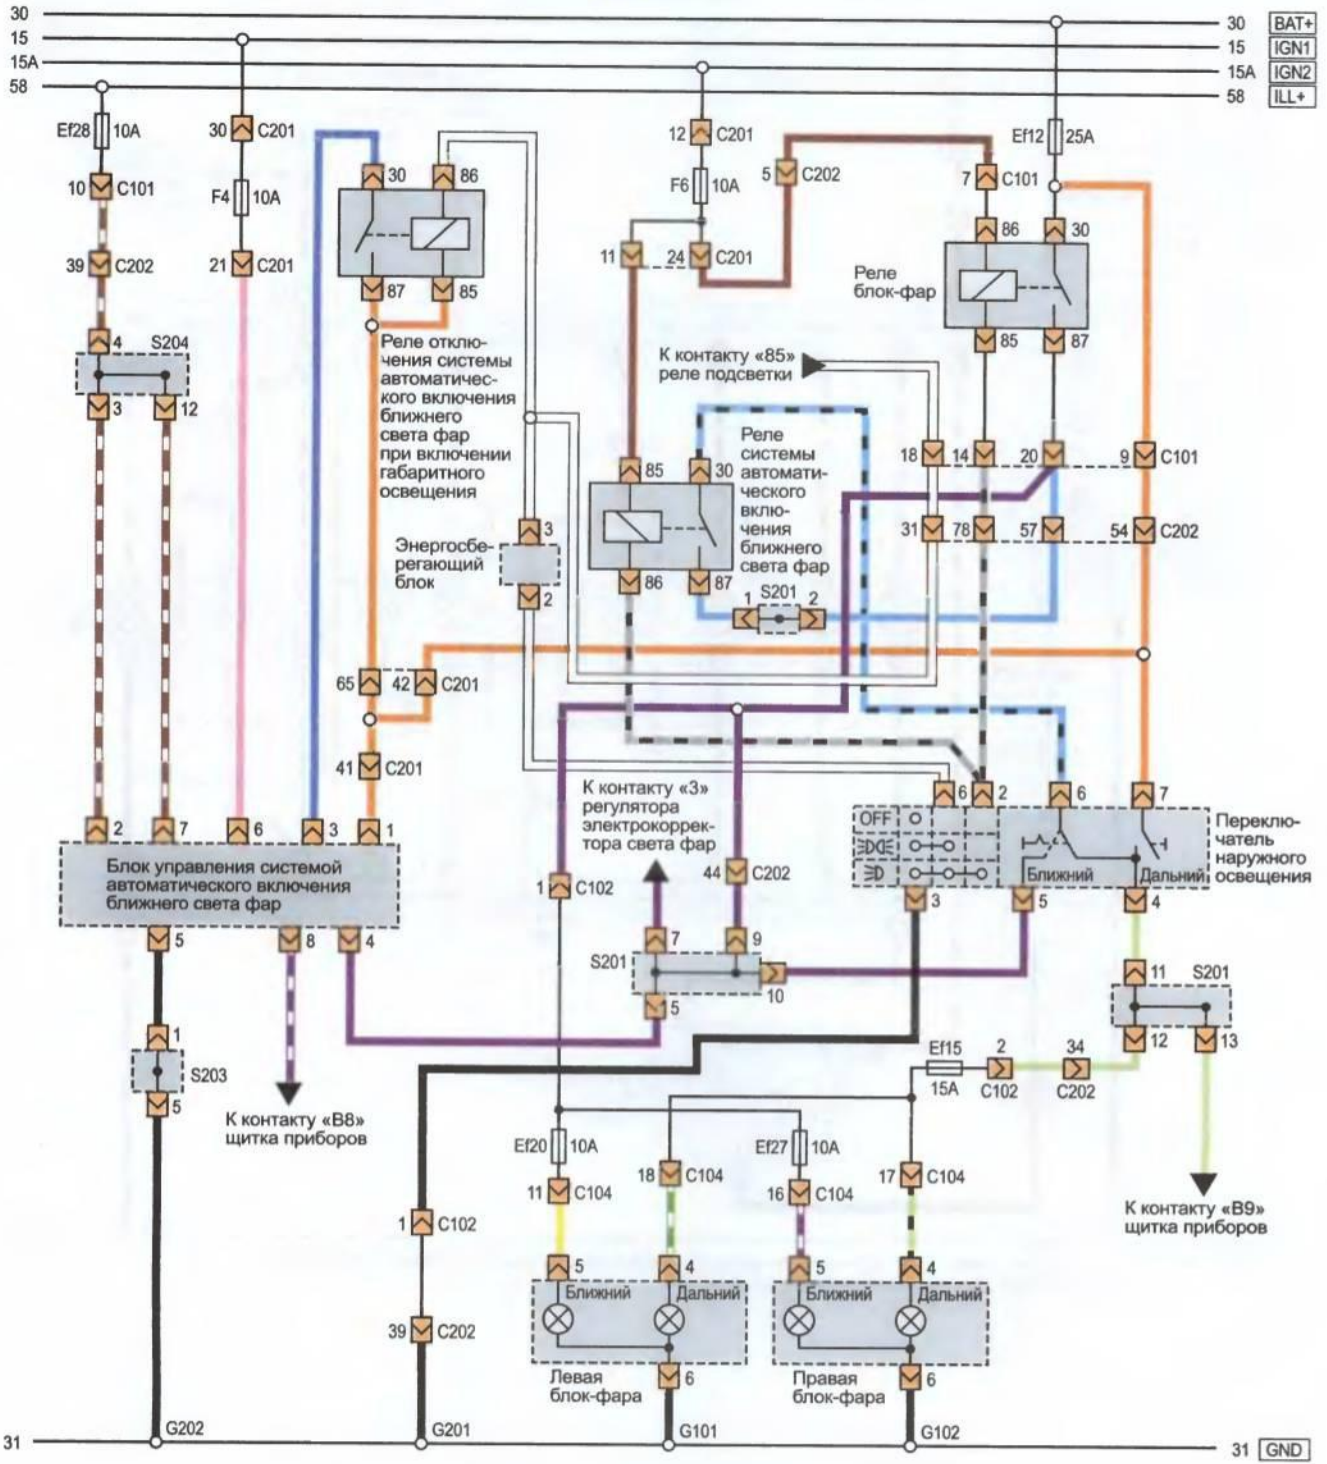 30
15
15A
58
30 BAT+
15 IGN1
15A IGN2
58 ILL+
Ef28 10A
30 C201
10 C101
F4 10A
39 C202
21 C201
4 S204
3 12
30 86
87 85
Реле отклю-
чения системы
автоматичес-
кого включения
ближнего
света фар
при включении
габаритного
освещения
12 C201
F6 10A
11 24 C201
5 C202
7 C101
Ef12 25A
86 30
Реле
блок-фар
85 87
К контакту «85»
реле подсветки
85 30
Реле
системы
автомати-
ческого
вклю-
чения
ближнего
света фар
86 87
1 S201 2
18 14 20 9 C101
31 78 57 54 C202
Энергосбе-
регающий
блок
3
2
65 42 C201
41 C201
2 7 6 3 1
Блок управления системой
автоматического включения
ближнего света фар
5 8 4
1
S203
5
К контакту «B8»
щитка приборов
К контакту «3»
регулятора
электрокоррек-
тора света фар
1 C102
44 C202
7 9
S201
10
5
6 2 6 7
OFF
Ближний Дальний
Переклю-
чатель
наружного
освещения
3 5 4
11 S201
12 13
Ef15
15A
2
C102
34
C202
К контакту «B9»
щитка приборов
Ef20 10A
18 C104
Ef27 10A
17 C104
11 C104
16 C104
5 4
Ближний Дальний
6
Левая
блок-фара
5 4
Ближний Дальний
6
Правая
блок-фара
1 C102
39 C202
31
G202
G201
G101
G102
31 GND